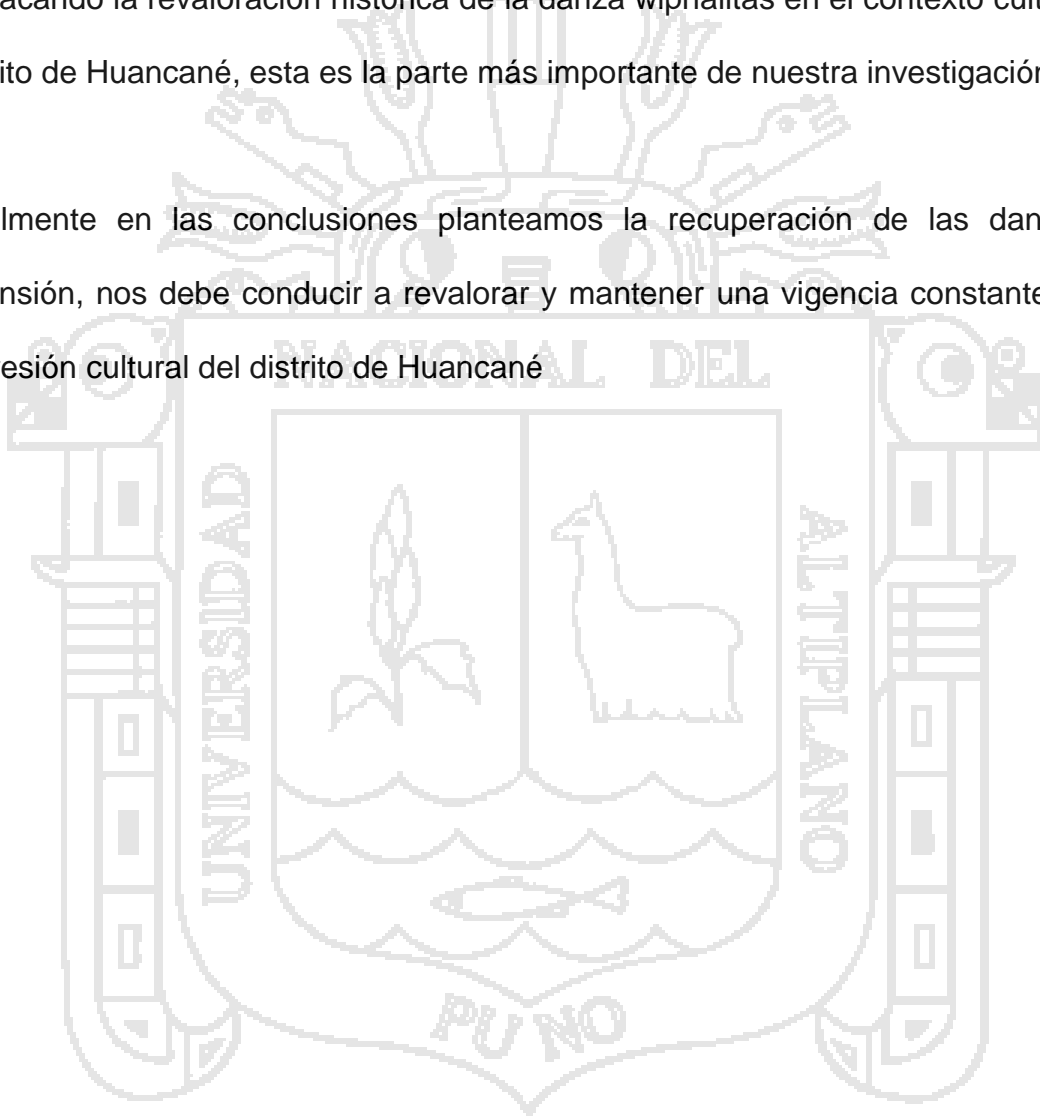 acando la revaloración histórica de la danza wiphalitas en el contexto cult
ito de Huancané, esta es la parte más importante de nuestra investigación
lmente en las conclusiones planteamos la recuperación de las dan
nsión, nos debe conducir a revalorar y mantener una vigencia constante
resión cultural del distrito de Huancané
NACIONAL DEL
UNIVERSIDAD
ALTIPLANO
PUNO